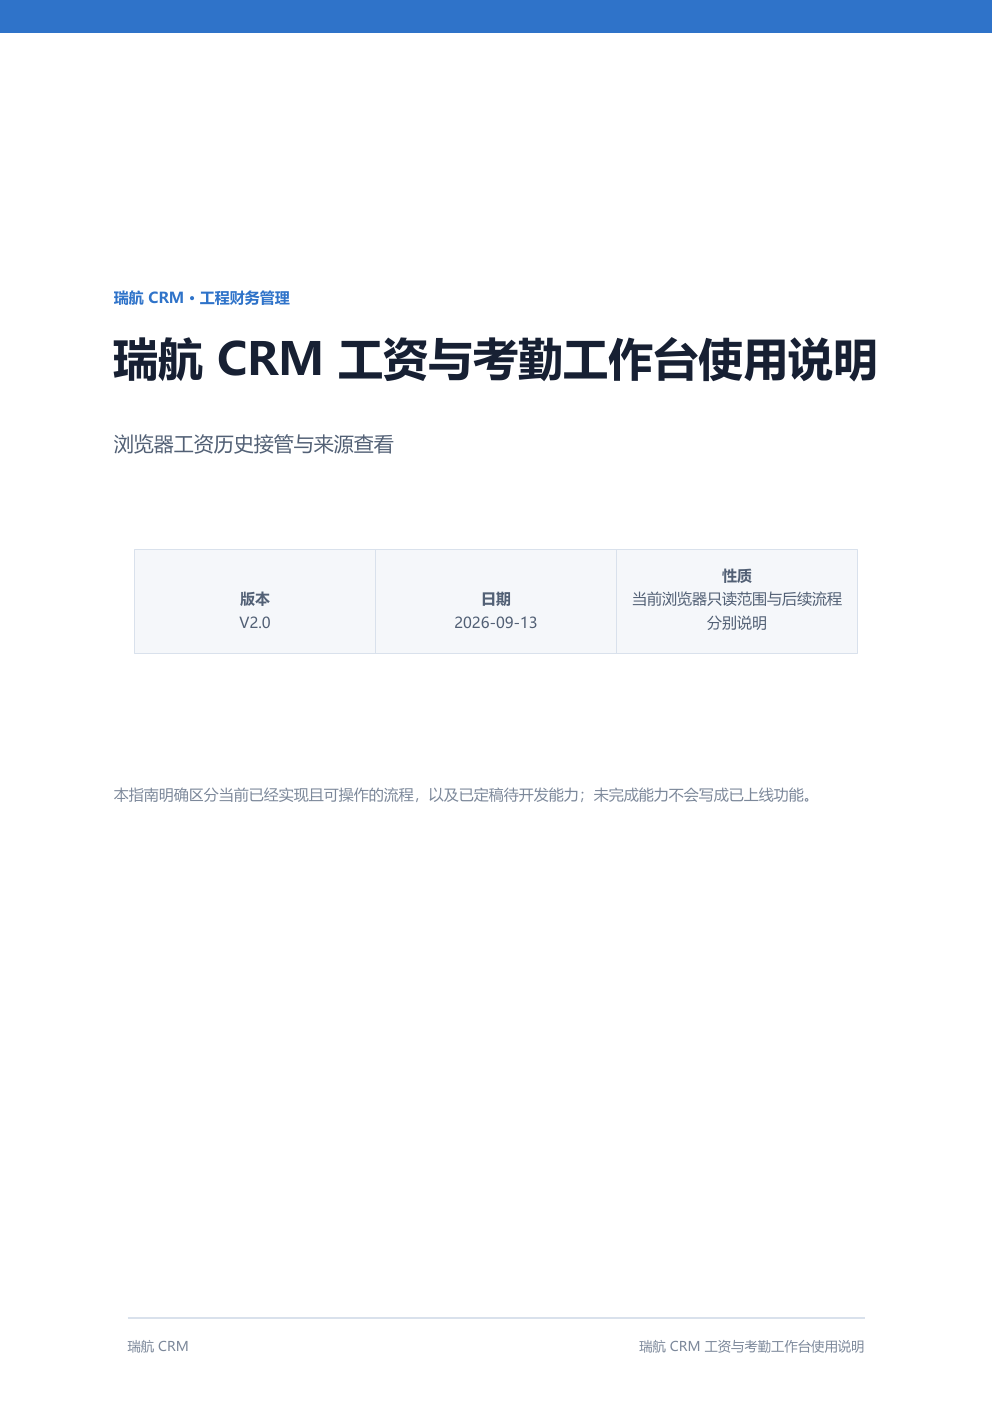 瑞航 CRM • 工程财务管理
瑞航 CRM 工资与考勤工作台使用说明
浏览器工资历史接管与来源查看
版本
V2.0
日期
2026-09-13
性质
当前浏览器只读范围与后续流程
分别说明
本指南明确区分当前已经实现且可操作的流程，以及已定稿待开发能力；未完成能力不会写成已上线功能。
瑞航 CRM
瑞航 CRM 工资与考勤工作台使用说明